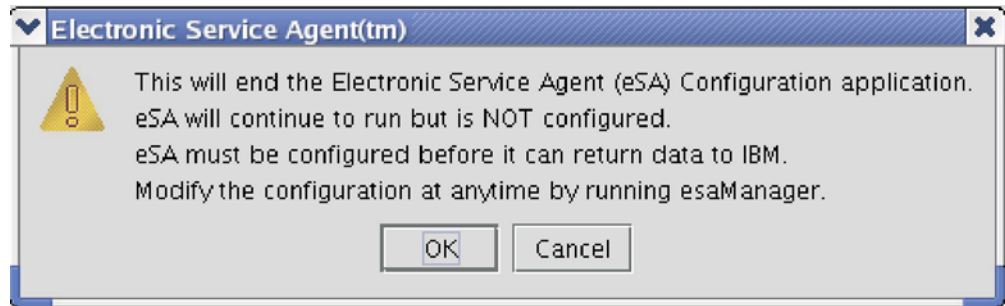 Electronic Service Agent(tm)
This will end the Electronic Service Agent (eSA) Configuration application.
eSA will continue to run but is NOT configured.
eSA must be configured before it can return data to IBM.
Modify the configuration at anytime by running esaManager.
OK Cancel